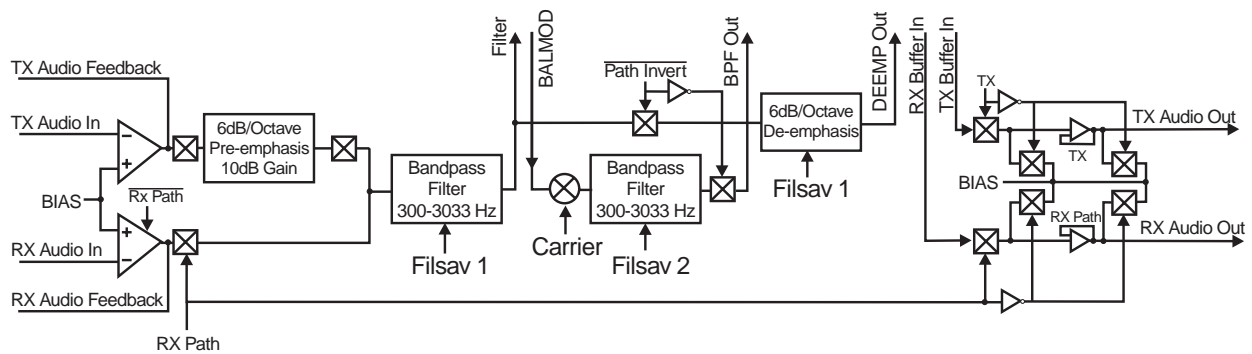 TX Audio Feedback
TX Audio In
BIAS
RX Audio In
RX Audio Feedback
Rx Path
RX Path
6dB/Octave
Pre-emphasis
10dB Gain
Bandpass
Filter
300-3033 Hz
Filsav 1
Filter
BALMOD
Carrier
Path Invert
Bandpass
Filter
300-3033 Hz
Filsav 2
BPF Out
6dB/Octave
De-emphasis
Filsav 1
DEEMP Out
RX Buffer In
TX Buffer In
TX
TX
TX Audio Out
BIAS
RX Path
RX Audio Out